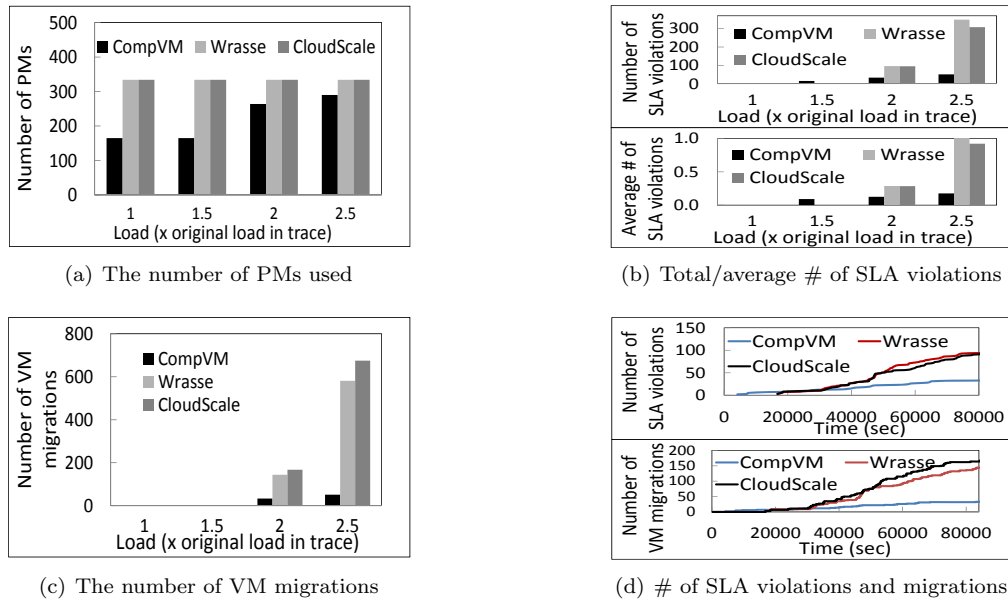 500
400
300
200
100
0
Number of PMs
CompVM Wrasse CloudScale
1 1.5 2 2.5
Load (x original load in trace)
(a) The number of PMs used
Number of
SLA violations
300
200
100
0
CompVM Wrasse
CloudScale
1 1.5 2 2.5
Load (x original load in trace)
Average # of
SLA violations
1.0
0.5
0.0
CompVM Wrasse
CloudScale
1 1.5 2 2.5
Load (x original load in trace)
(b) Total/average # of SLA violations
Number of VM
migrations
800
600
400
200
0
CompVM
Wrasse
CloudScale
1 1.5 2 2.5
Load (x original load in trace)
(c) The number of VM migrations
Number of
SLA violations
150
100
50
0
CompVM Wrasse
CloudScale
0 20000 40000 60000 80000
Time (sec)
Number of
VM migrations
200
150
100
50
0
CompVM Wrasse
CloudScale
0 20000 40000 60000 80000
Time (sec)
(d) # of SLA violations and migrations